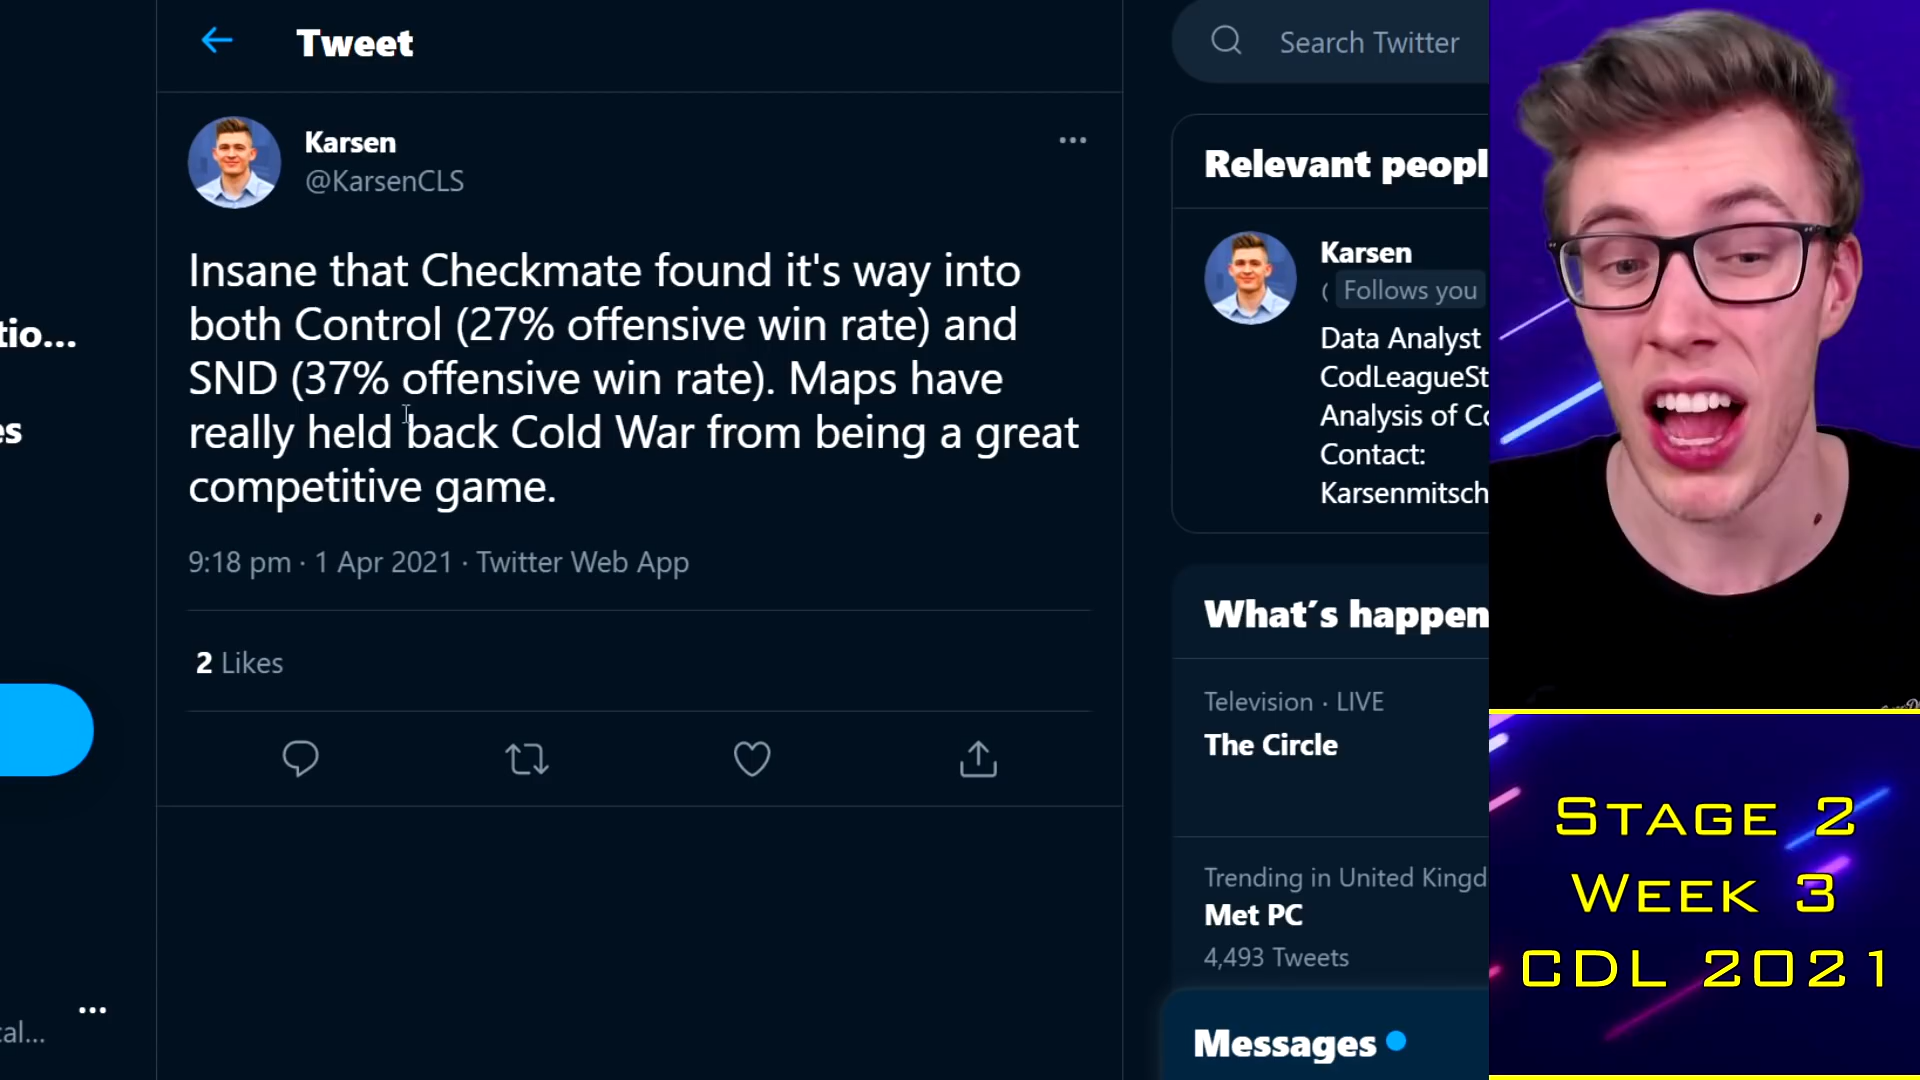 Tweet
Search Twitter
Karsen
@KarsenCLS
Insane that Checkmate found it's way into
both Control (27% offensive win rate) and
SND (37% offensive win rate). Maps have
really held back Cold War from being a great
competitive game.
9:18 pm · 1 Apr 2021 · Twitter Web App
2 Likes
tio...
es
cal...
Relevant peopl
Karsen
( Follows you
Data Analyst
CodLeagueSt
Analysis of Co
Contact:
Karsenmitsch
What's happen
Television · LIVE
The Circle
Trending in United Kingd
Met PC
4,493 Tweets
Messages
STAGE 2
WEEK 3
CDL 2021